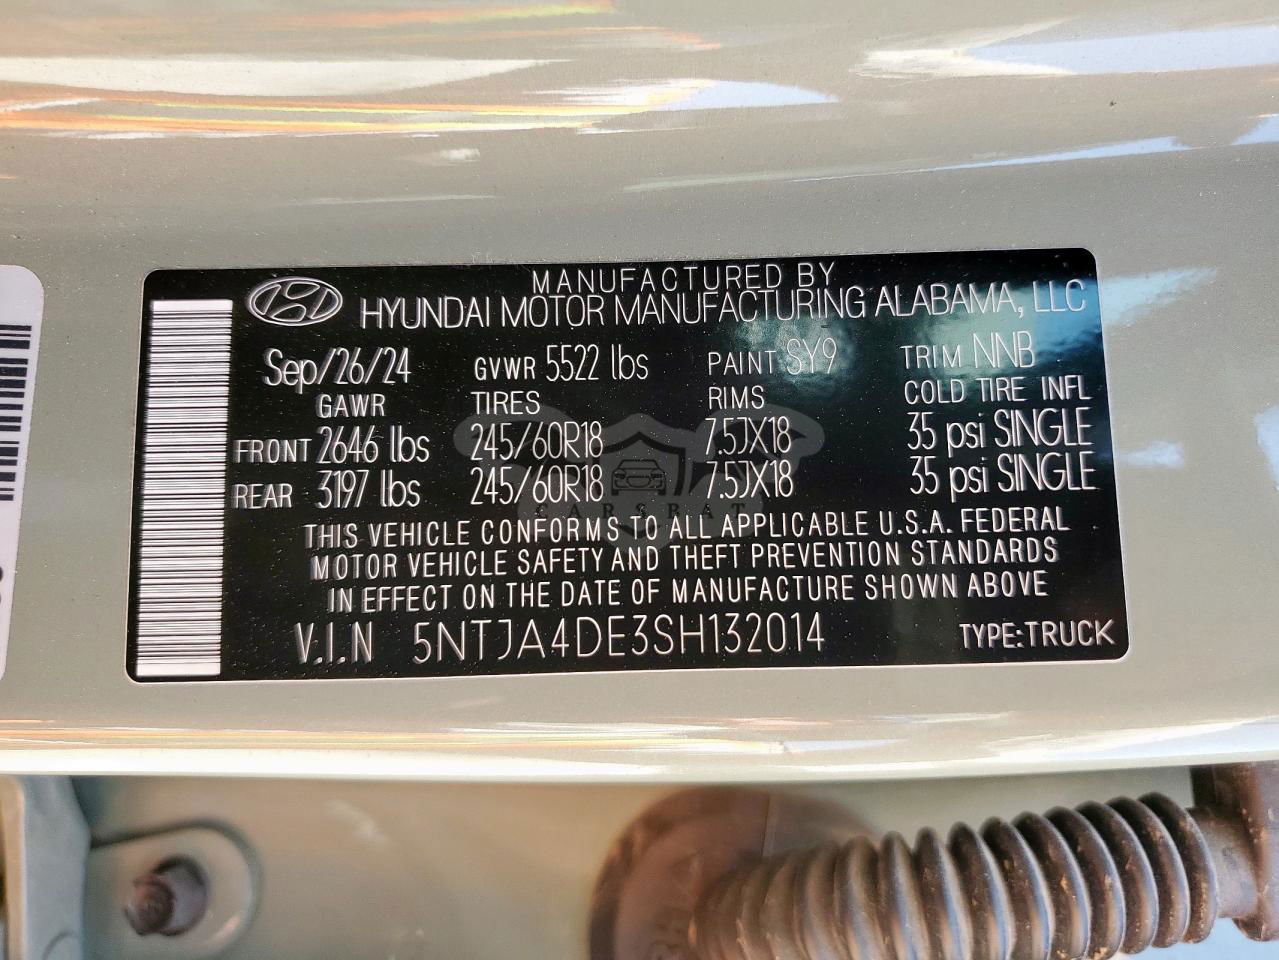 MANUFACTURED BY
HYUNDAI MOTOR MANUFACTURING ALABAMA, LLC
Sep/26/24 GVWR 5522 lbs PAINT SY9 TRIM NNB
GAWR TIRES RIMS COLD TIRE INFL
FRONT 2646 lbs 245/60R18 7.5JX18 35 psi SINGLE
REAR 3197 lbs 245/60R18 7.5JX18 35 psi SINGLE
CARSBAT
THIS VEHICLE CONFORMS TO ALL APPLICABLE U.S.A. FEDERAL
MOTOR VEHICLE SAFETY AND THEFT PREVENTION STANDARDS
IN EFFECT ON THE DATE OF MANUFACTURE SHOWN ABOVE
V.I.N 5NTJA4DE3SH132014 TYPE:TRUCK